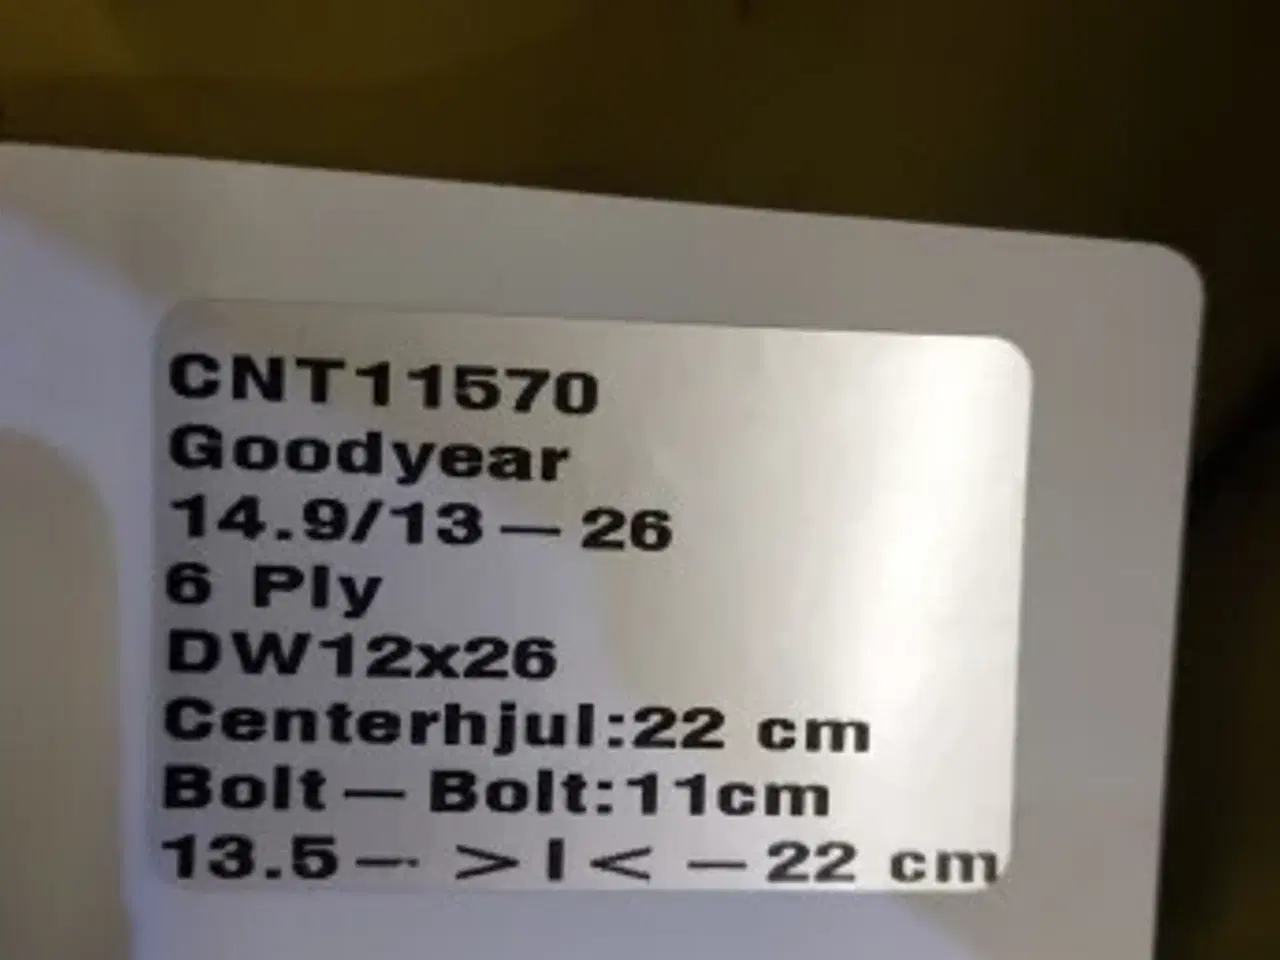 CNT11570
Goodyear
14.9/13 – 26
6 Ply
DW12x26
Centerhjul:22 cm
Bolt – Bolt:11cm
13.5 – > I < – 22 cm